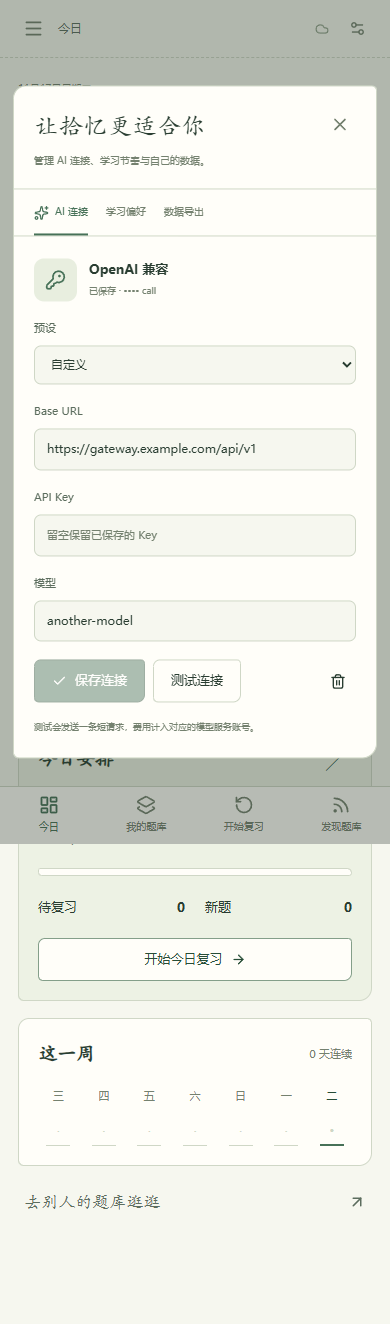 今日
让拾忆更适合你
管理 AI 连接、学习节奏与自己的数据。
AI 连接
学习偏好
数据导出
OpenAI 兼容
已保存 · •••• call
预设
自定义
Base URL
https://gateway.example.com/api/v1
API Key
留空保留已保存的 Key
模型
another-model
保存连接
测试连接
测试会发送一条短请求，费用计入对应的模型服务账号。
今日安排
今日
我的题库
开始复习
发现题库
待复习 0 新题 0
开始今日复习
这一周
0 天连续
三 四 五 六 日 一 二
去别人的题库逛逛